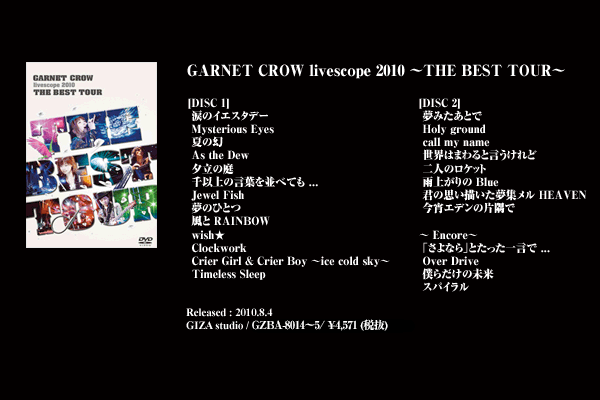 GARNET CROW livescope 2010 ～THE BEST TOUR～
GARNET CROW
livescope 2010
THE BEST TOUR
THE
BEST
TOUR
DVD
[DISC 1]
涙のイエスタデー
Mysterious Eyes
夏の幻
As the Dew
夕立の庭
千以上の言葉を並べても ...
Jewel Fish
夢のひとつ
風と RAINBOW
wish★
Clockwork
Crier Girl & Crier Boy ～ice cold sky～
Timeless Sleep
[DISC 2]
夢みたあとで
Holy ground
call my name
世界はまわると言うけれど
二人のロケット
雨上がりの Blue
君の思い描いた夢集メル HEAVEN
今宵エデンの片隅で
～ Encore～
「さよなら」とたった一言で ...
Over Drive
僕らだけの未来
スパイラル
Released : 2010.8.4
GIZA studio / GZBA-8014～5/ ¥4,571 (税抜)